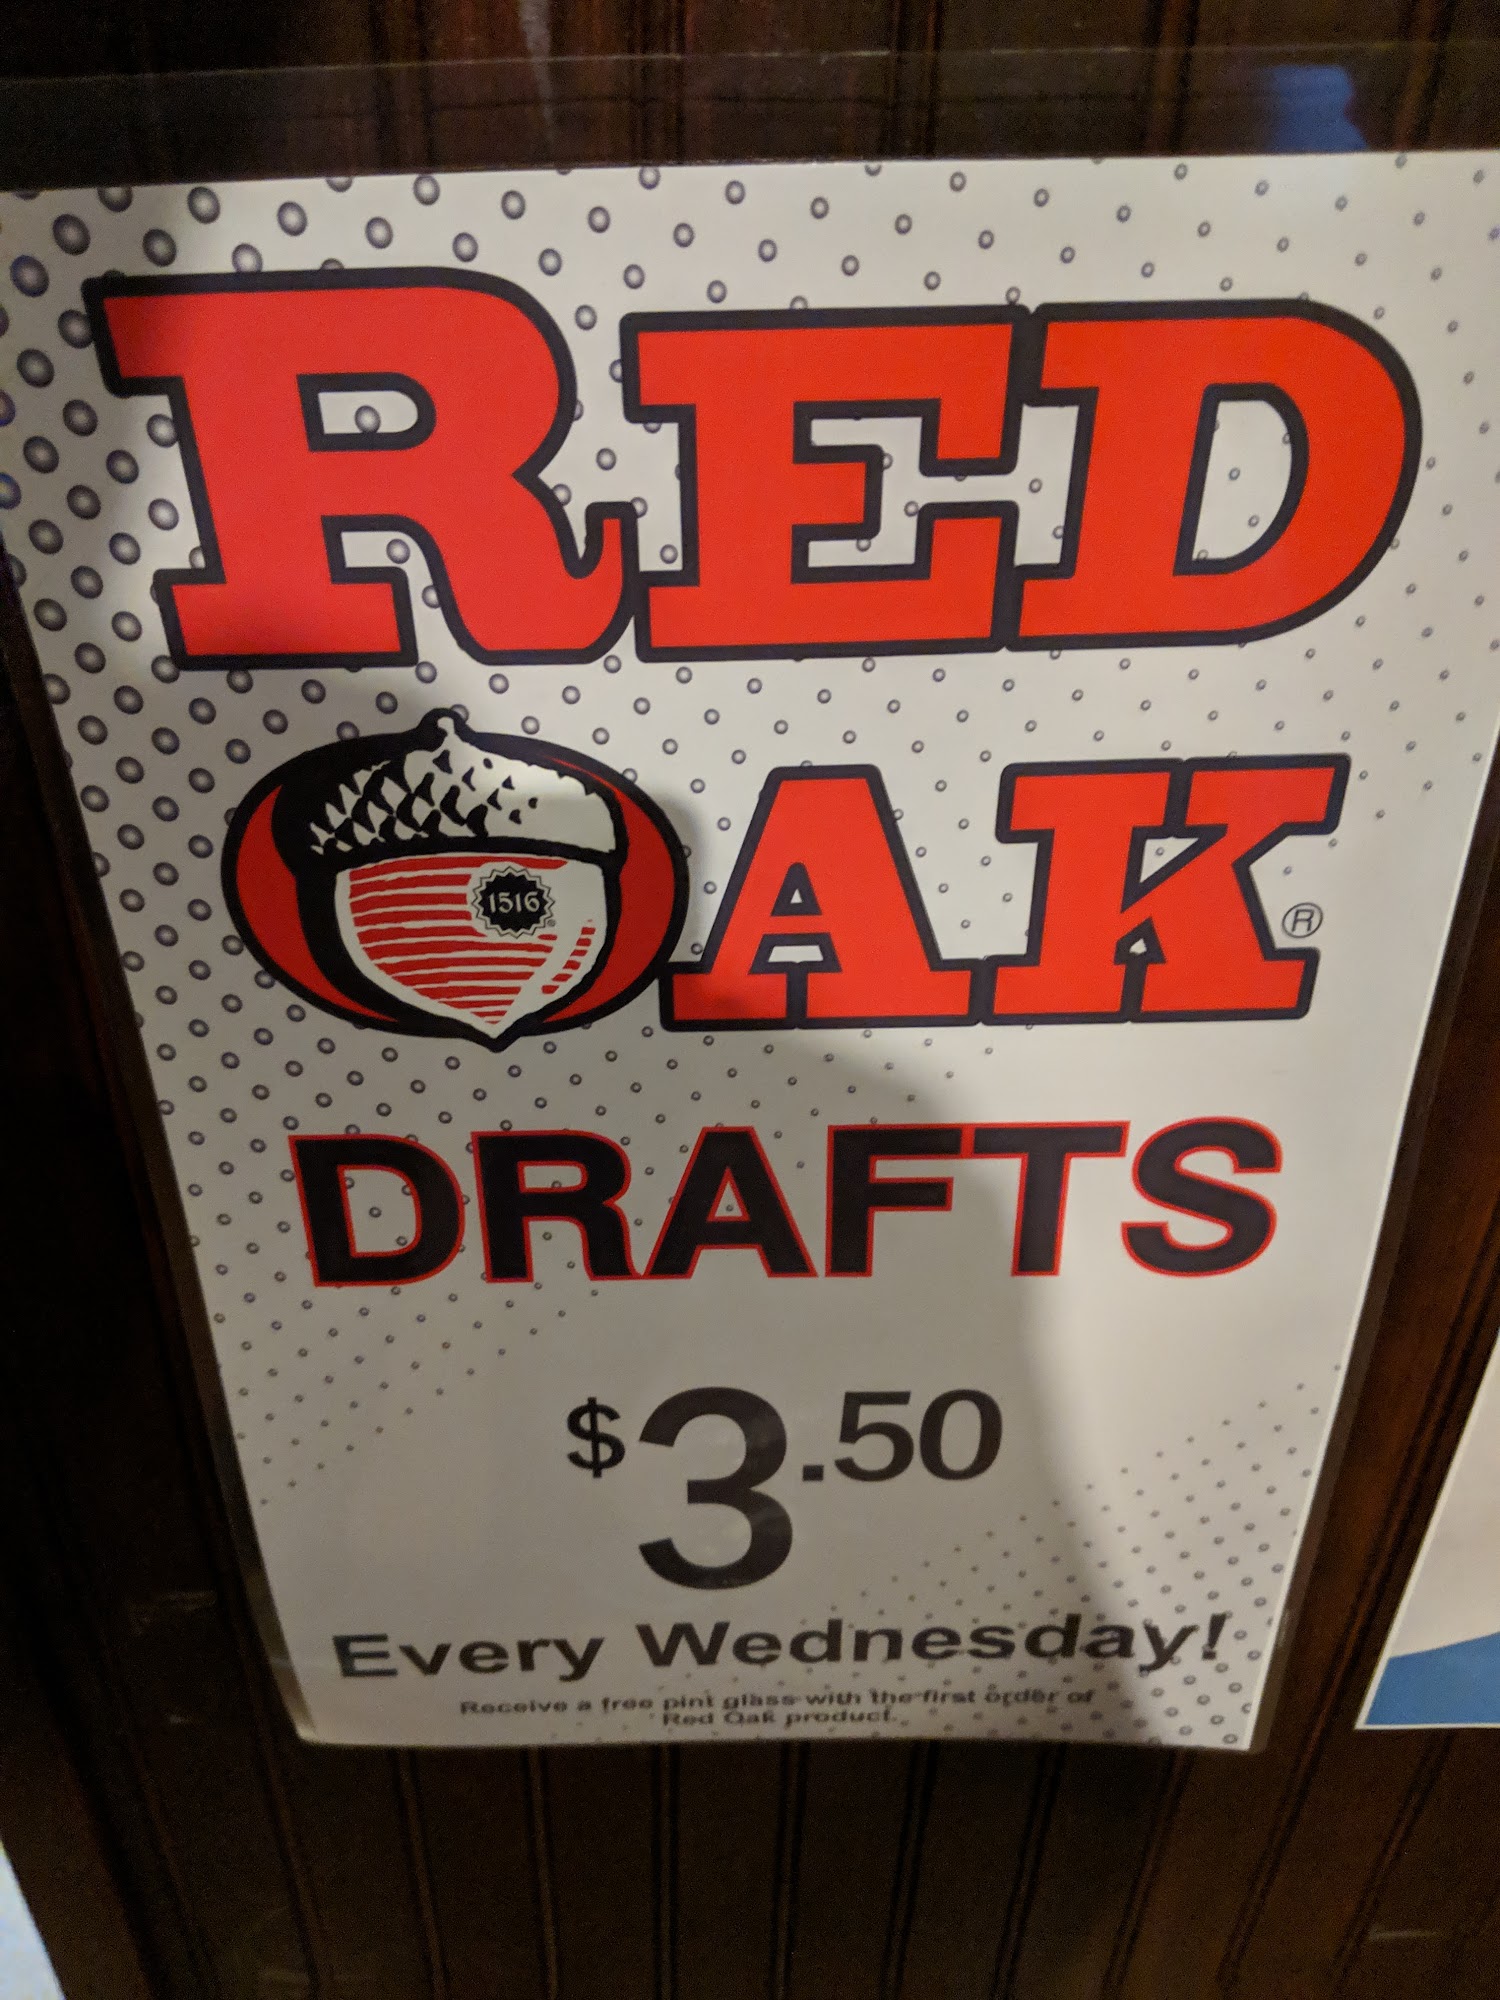 RED
OAK®
1516
DRAFTS
$3.50
Every Wednesday!
Receive a free pint glass with the first order of
Red Oak product.